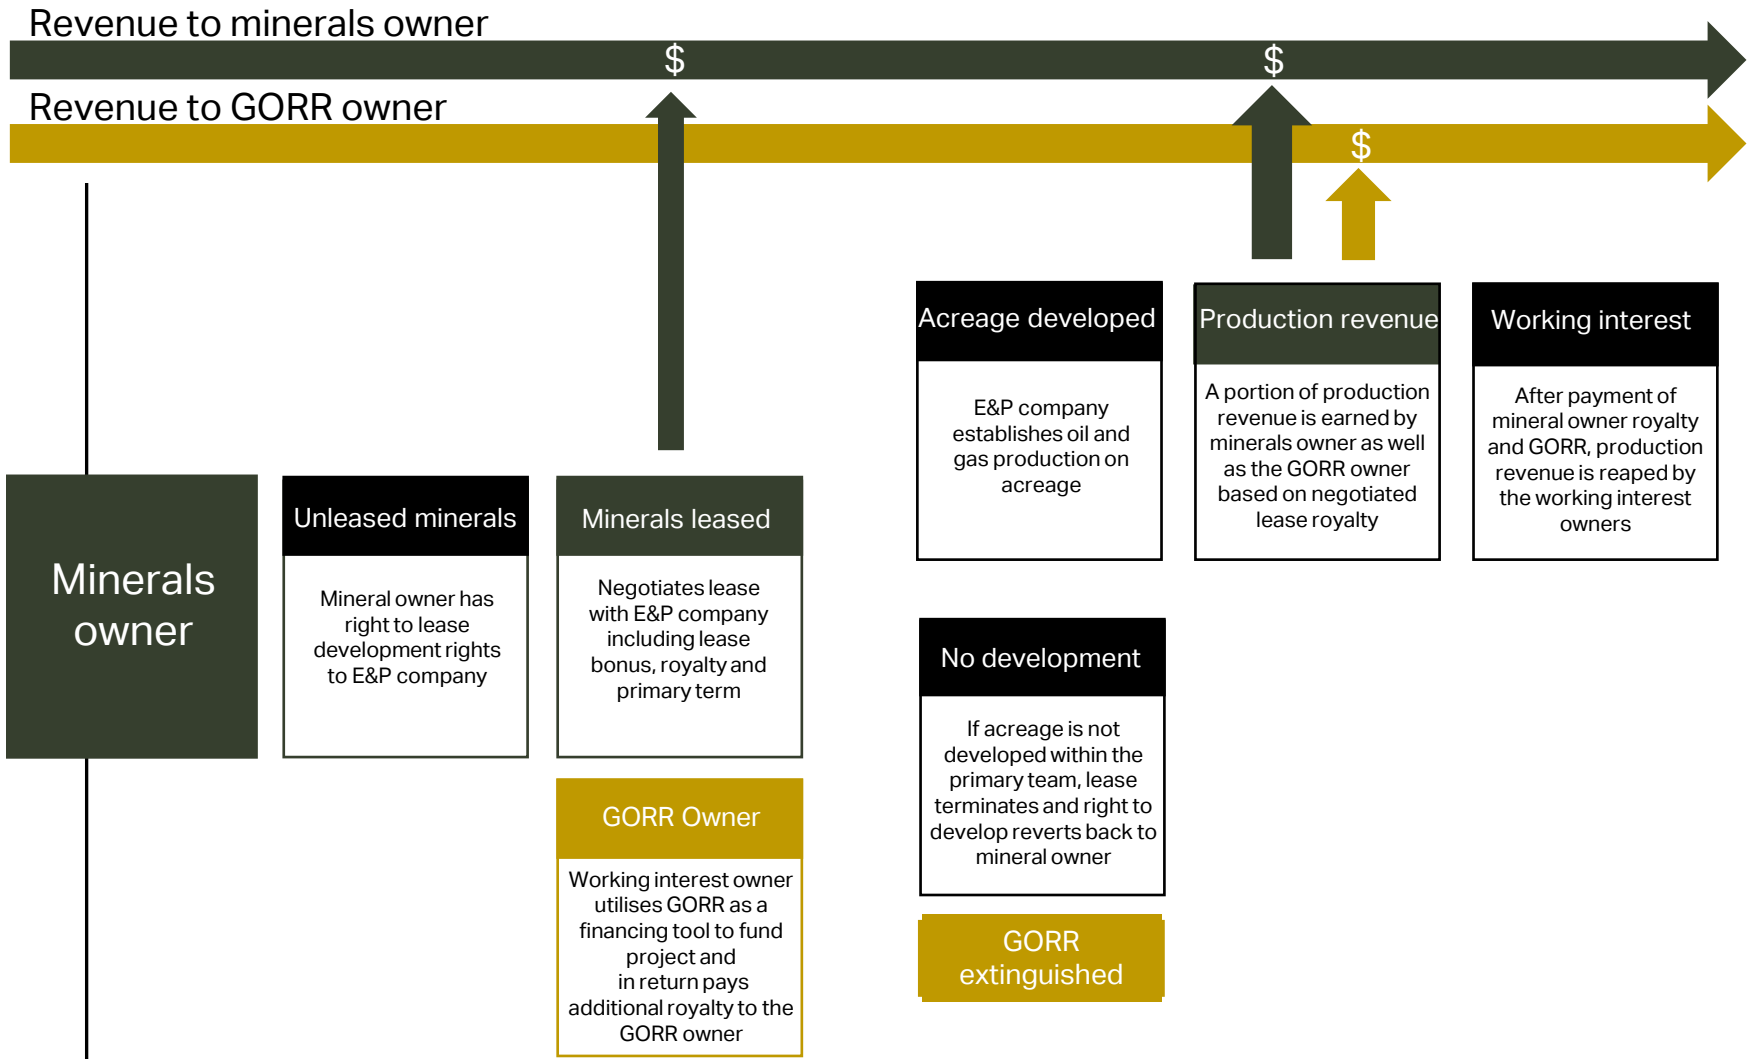 Revenue to minerals owner
$
$
Revenue to GORR owner
$
Minerals
owner
Unleased minerals
Mineral owner has
right to lease
development rights
to E&P company
Minerals leased
Negotiates lease
with E&P company
including lease
bonus, royalty and
primary term
GORR Owner
Working interest owner
utilises GORR as a
financing tool to fund
project and
in return pays
additional royalty to the
GORR owner
Acreage developed
E&P company
establishes oil and
gas production on
acreage
No development
If acreage is not
developed within the
primary team, lease
terminates and right to
develop reverts back to
mineral owner
GORR
extinguished
Production revenue
A portion of production
revenue is earned by
minerals owner as well
as the GORR owner
based on negotiated
lease royalty
Working interest
After payment of
mineral owner royalty
and GORR, production
revenue is reaped by
the working interest
owners